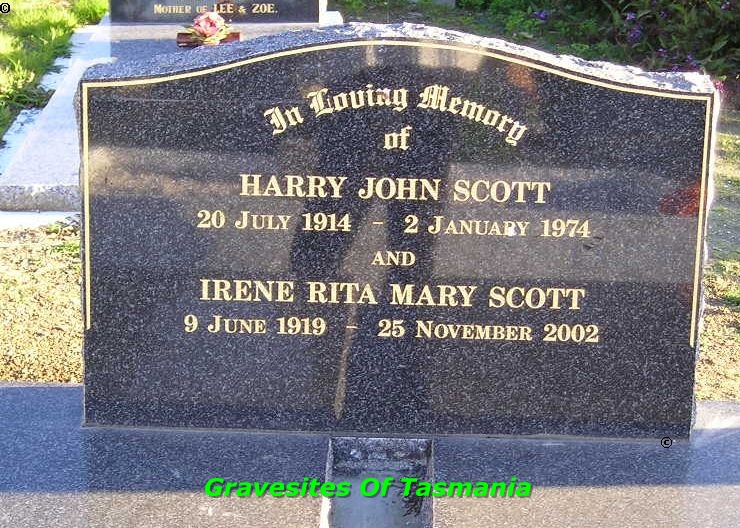 ©
Mother of LEE & ZOE.
In Loving Memory
of
HARRY JOHN SCOTT
20 July 1914 - 2 January 1974
AND
IRENE RITA MARY SCOTT
9 June 1919 - 25 November 2002
©
Gravesites Of Tasmania